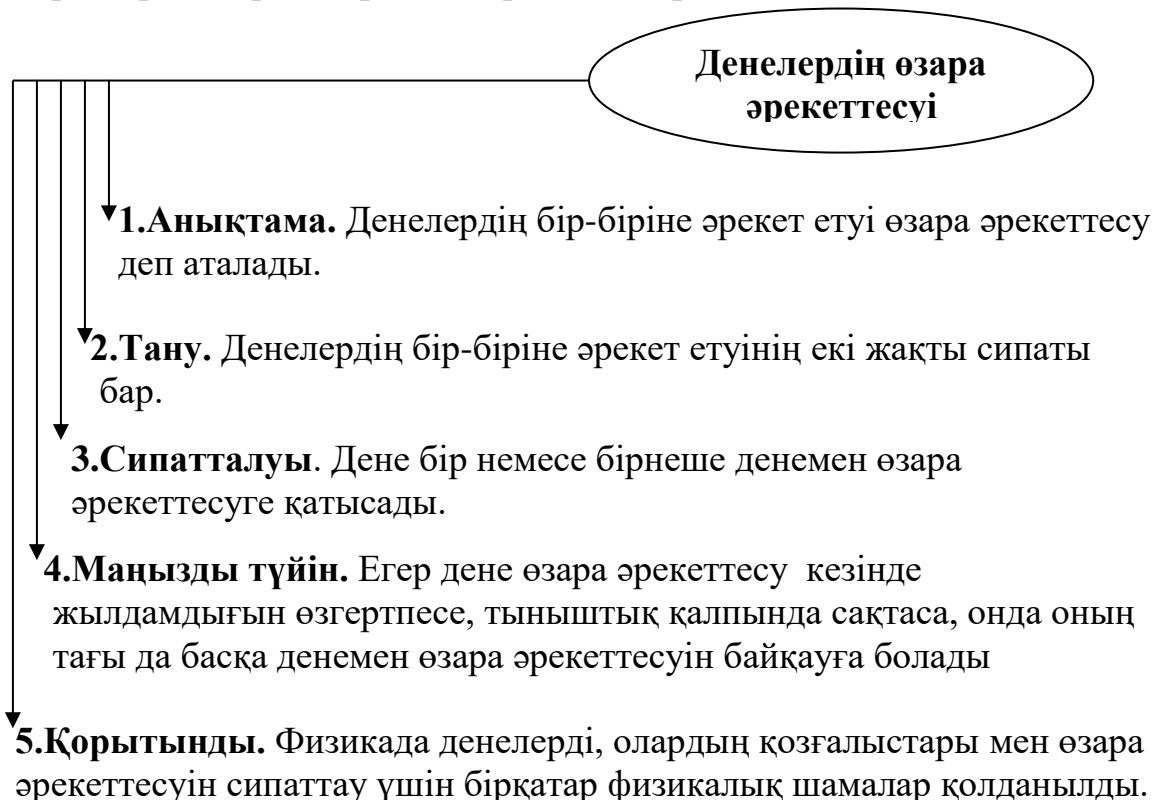 Денелердің өзара
әрекеттесуі
1.Анықтама. Денелердің бір-біріне әрекет етуі өзара әрекеттесу
деп аталады.
2.Тану. Денелердің бір-біріне әрекет етуінің екі жақты сипаты
бар.
3.Сипатталуы. Дене бір немесе бірнеше денемен өзара
әрекеттесуге қатысады.
4.Маңызды түйін. Егер дене өзара әрекеттесу кезінде
жылдамдығын өзгертпесе, тыныштық қалпында сақтаса, онда оның
тағы да басқа денемен өзара әрекеттесуін байқауға болады
5.Қорытынды. Физикада денелерді, олардың қозғалыстары мен өзара
әрекеттесуін сипаттау үшін бірқатар физикалық шамалар қолданылды.